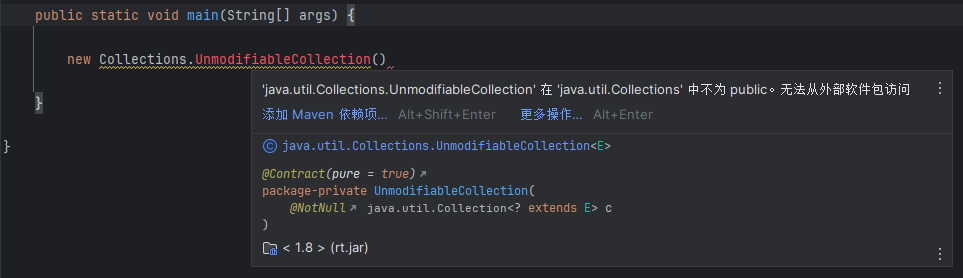 public static void main(String[] args) {
new Collections.UnmodifiableCollection()
'java.util.Collections.UnmodifiableCollection' 在 'java.util.Collections' 中不为 public。无法从外部软件包访问
添加 Maven 依赖项... Alt+Shift+Enter 更多操作... Alt+Enter
}
java.util.Collections.UnmodifiableCollection<E>
}
@Contract(pure = true)
package-private UnmodifiableCollection(
@NotNull java.util.Collection<? extends E> c
)
< 1.8 > (rt.jar)